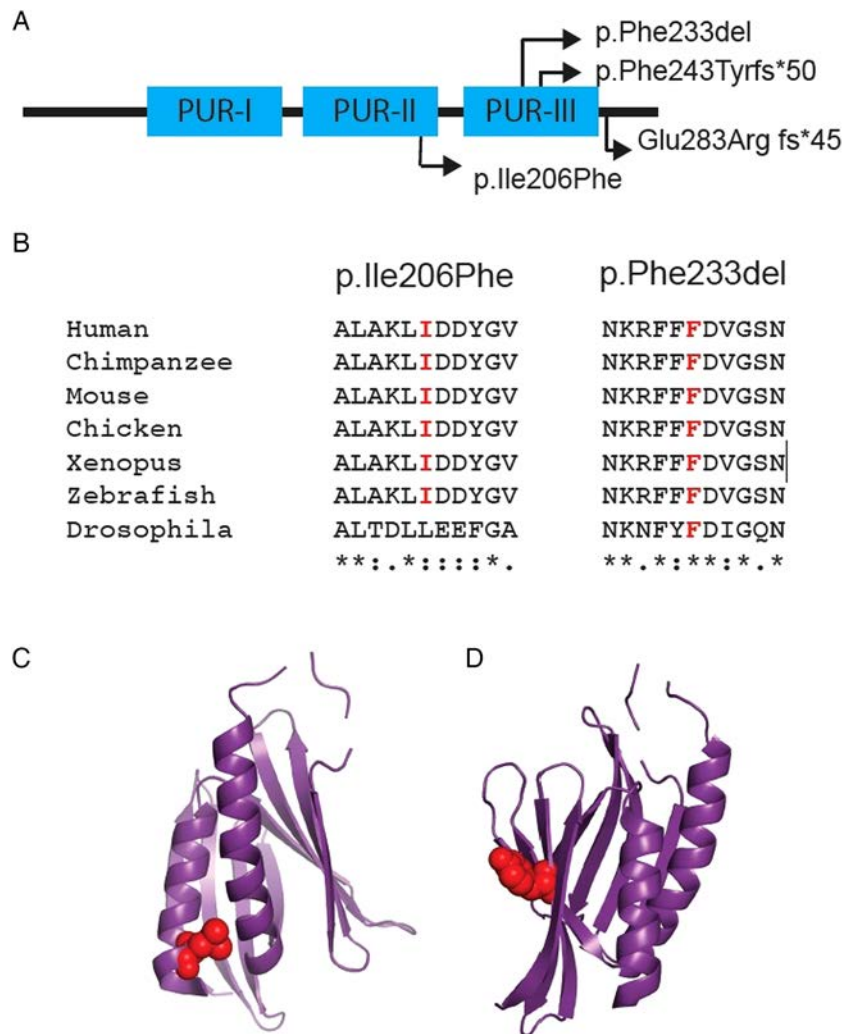 A
p.Phe233del
p.Phe243Tyrfs*50
PUR-I PUR-II PUR-III
Glu283Arg fs*45
p.Ile206Phe
B
p.Ile206Phe p.Phe233del
Human ALAKLIDDYGV NKRFFFDVGSN
Chimpanzee ALAKLIDDYGV NKRFFFDVGSN
Mouse ALAKLIDDYGV NKRFFFDVGSN
Chicken ALAKLIDDYGV NKRFFFDVGSN
Xenopus ALAKLIDDYGV NKRFFFDVGSN
Zebrafish ALAKLIDDYGV NKRFFFDVGSN
Drosophila ALTDLLEEFGA NKNFYFDIGQN
**:.*::::*. **.*:**:*.*
C D